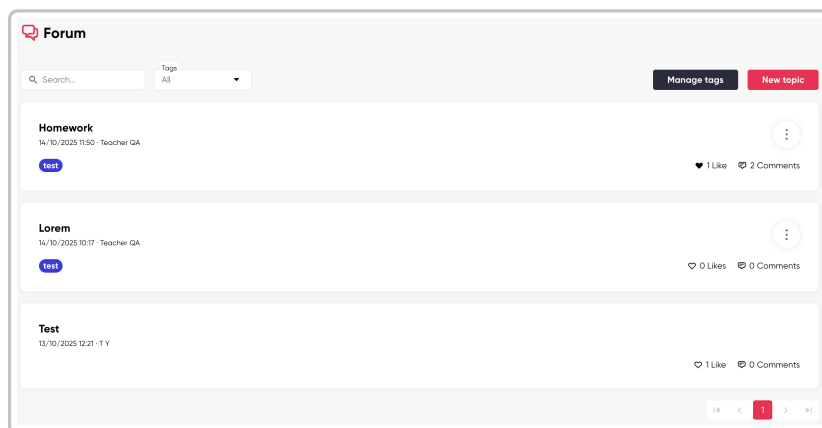 Forum
Search...
Tags
All
Manage tags
New topic
Homework
14/10/2025 11:50 · Teacher QA
test
1 Like
2 Comments
Lorem
14/10/2025 10:17 · Teacher QA
test
0 Likes
0 Comments
Test
13/10/2025 12:21 · T Y
1 Like
0 Comments
1